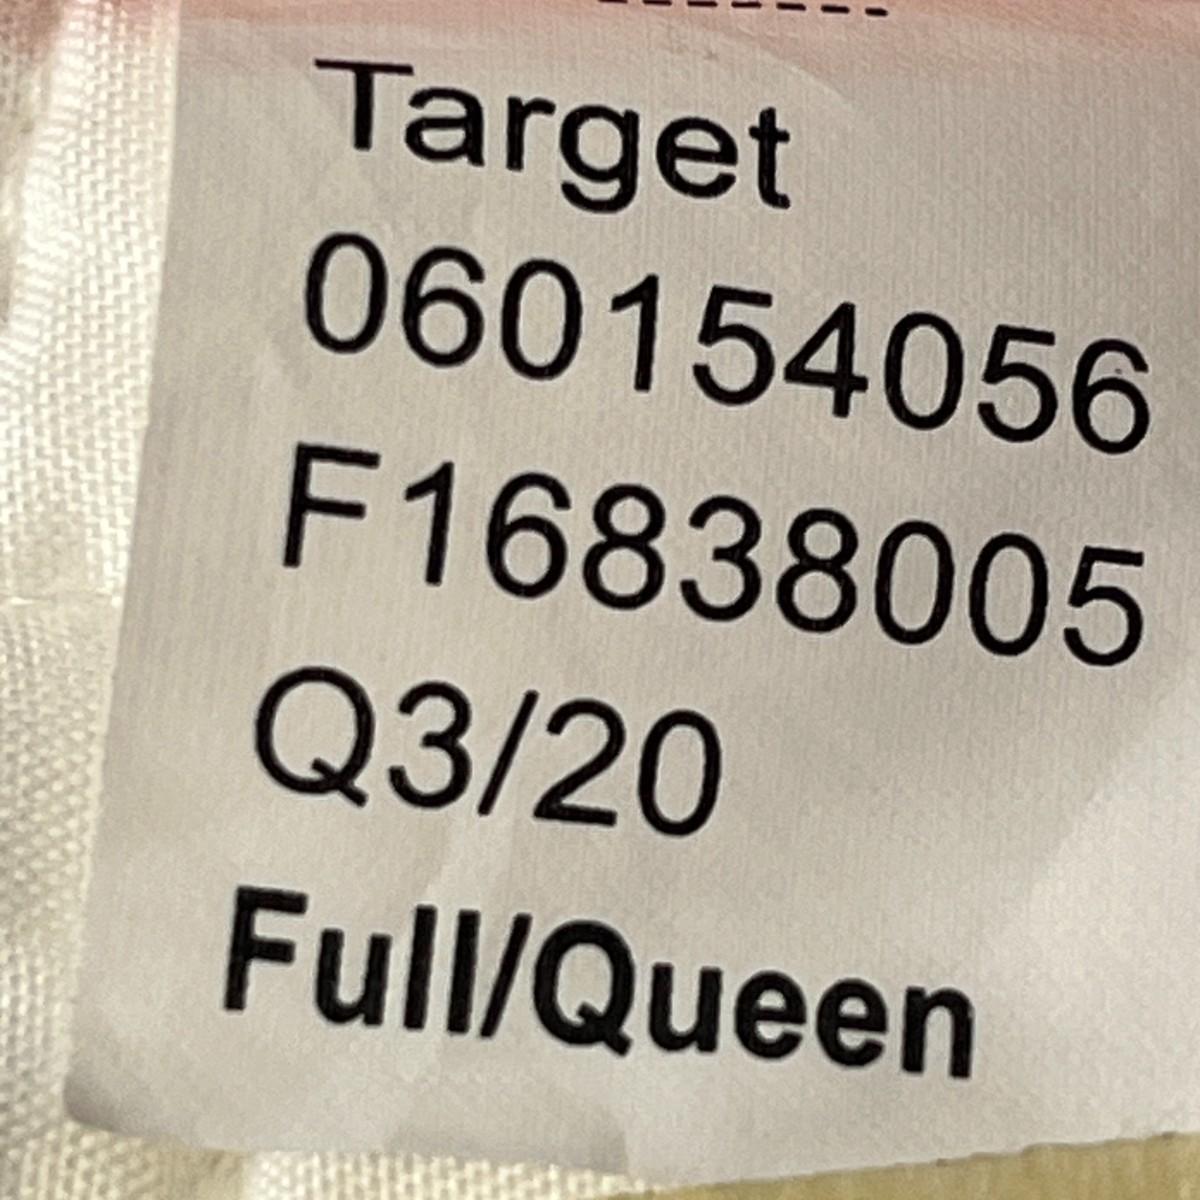 Target
060154056
F16838005
Q3/20
Full/Queen